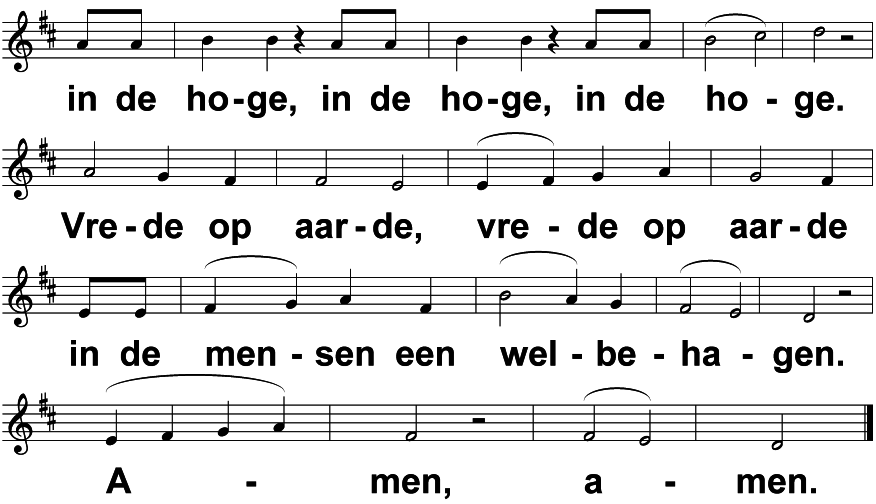 in de ho-ge, in de ho-ge, in de ho - ge.
Vre-de op aar-de, vre - de op aar-de
in de men-sen een wel-be-ha - gen.
A - men, a - men.